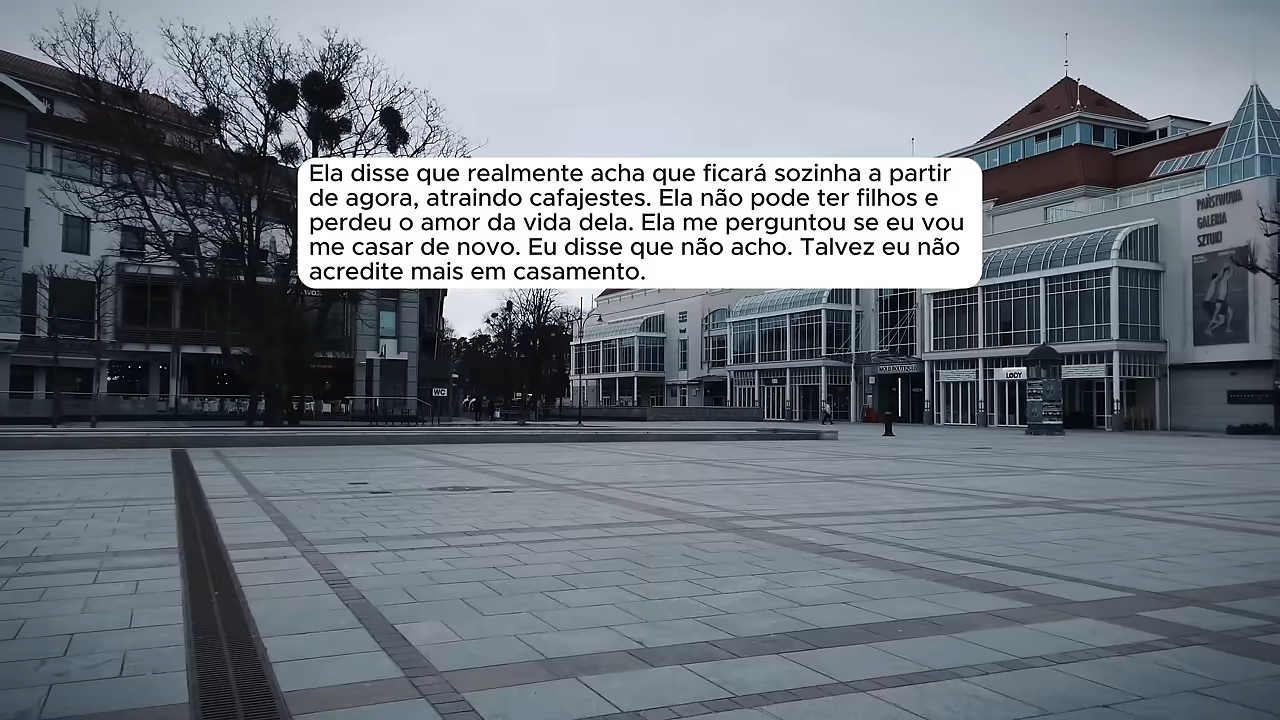 Ela disse que realmente acha que ficará sozinha a partir
de agora, atraindo cafajestes. Ela não pode ter filhos e
perdeu o amor da vida dela. Ela me perguntou se eu vou
me casar de novo. Eu disse que não acho. Talvez eu não
acredite mais em casamento.
PAŃSTWOWA
GALERIA
SZTUKI
LODY
WC